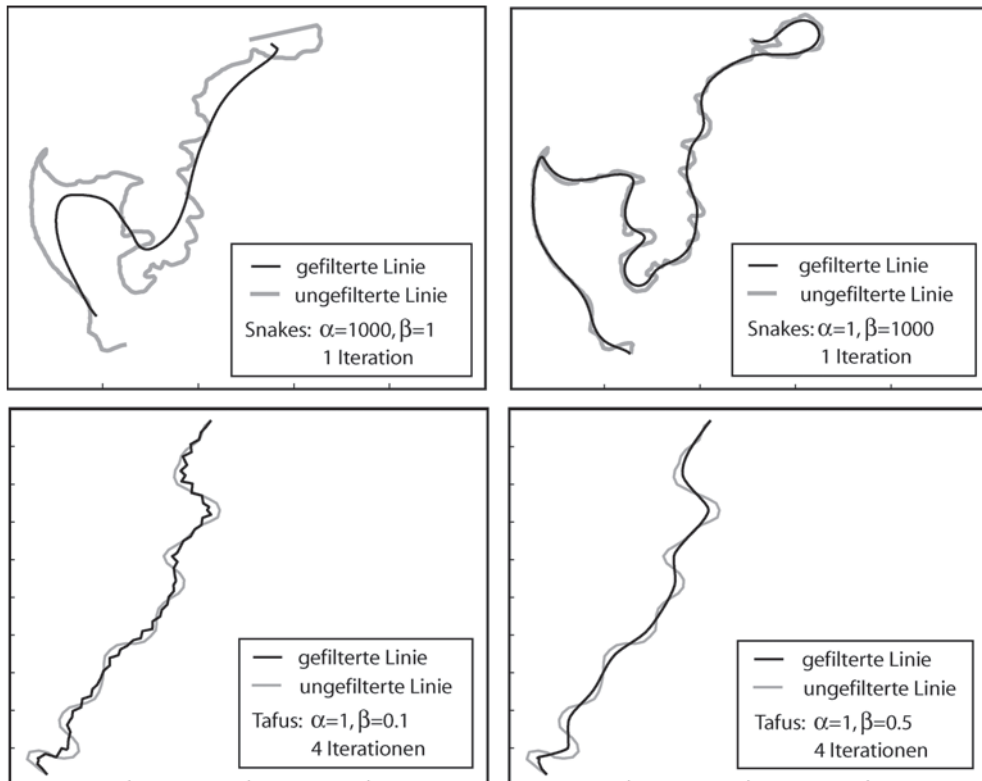 gefilterte Linie
ungefilterte Linie
Snakes: α=1000, β=1
1 Iteration
gefilterte Linie
ungefilterte Linie
Snakes: α=1, β=1000
1 Iteration
gefilterte Linie
ungefilterte Linie
Tafus: α=1, β=0.1
4 Iterationen
gefilterte Linie
ungefilterte Linie
Tafus: α=1, β=0.5
4 Iterationen